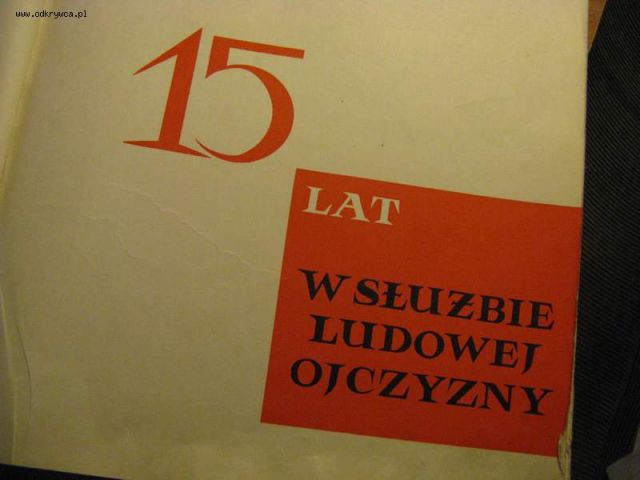 www.odkrywca.pl
15
LAT
W SŁUŻBIE
LUDOWEJ
OJCZYZNY